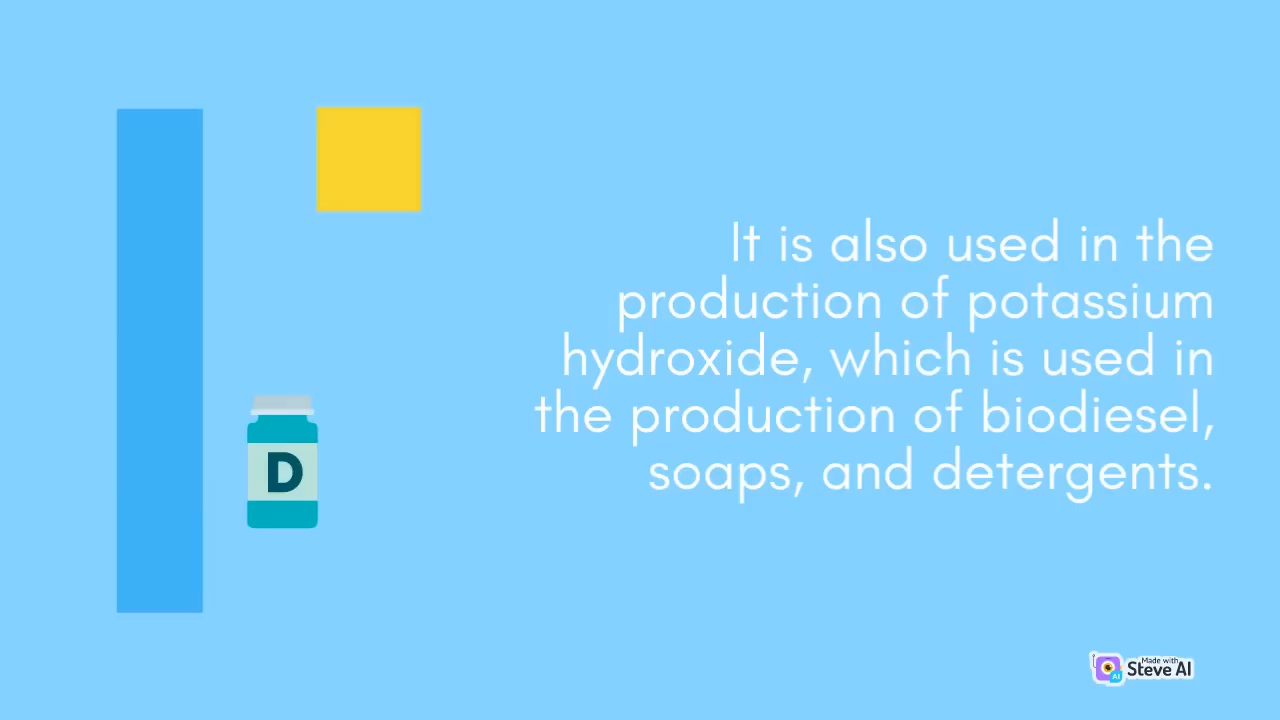 It is also used in the
production of potassium
hydroxide, which is used in
the production of biodiesel,
soaps, and detergents.
D
Made with
Steve AI
AI